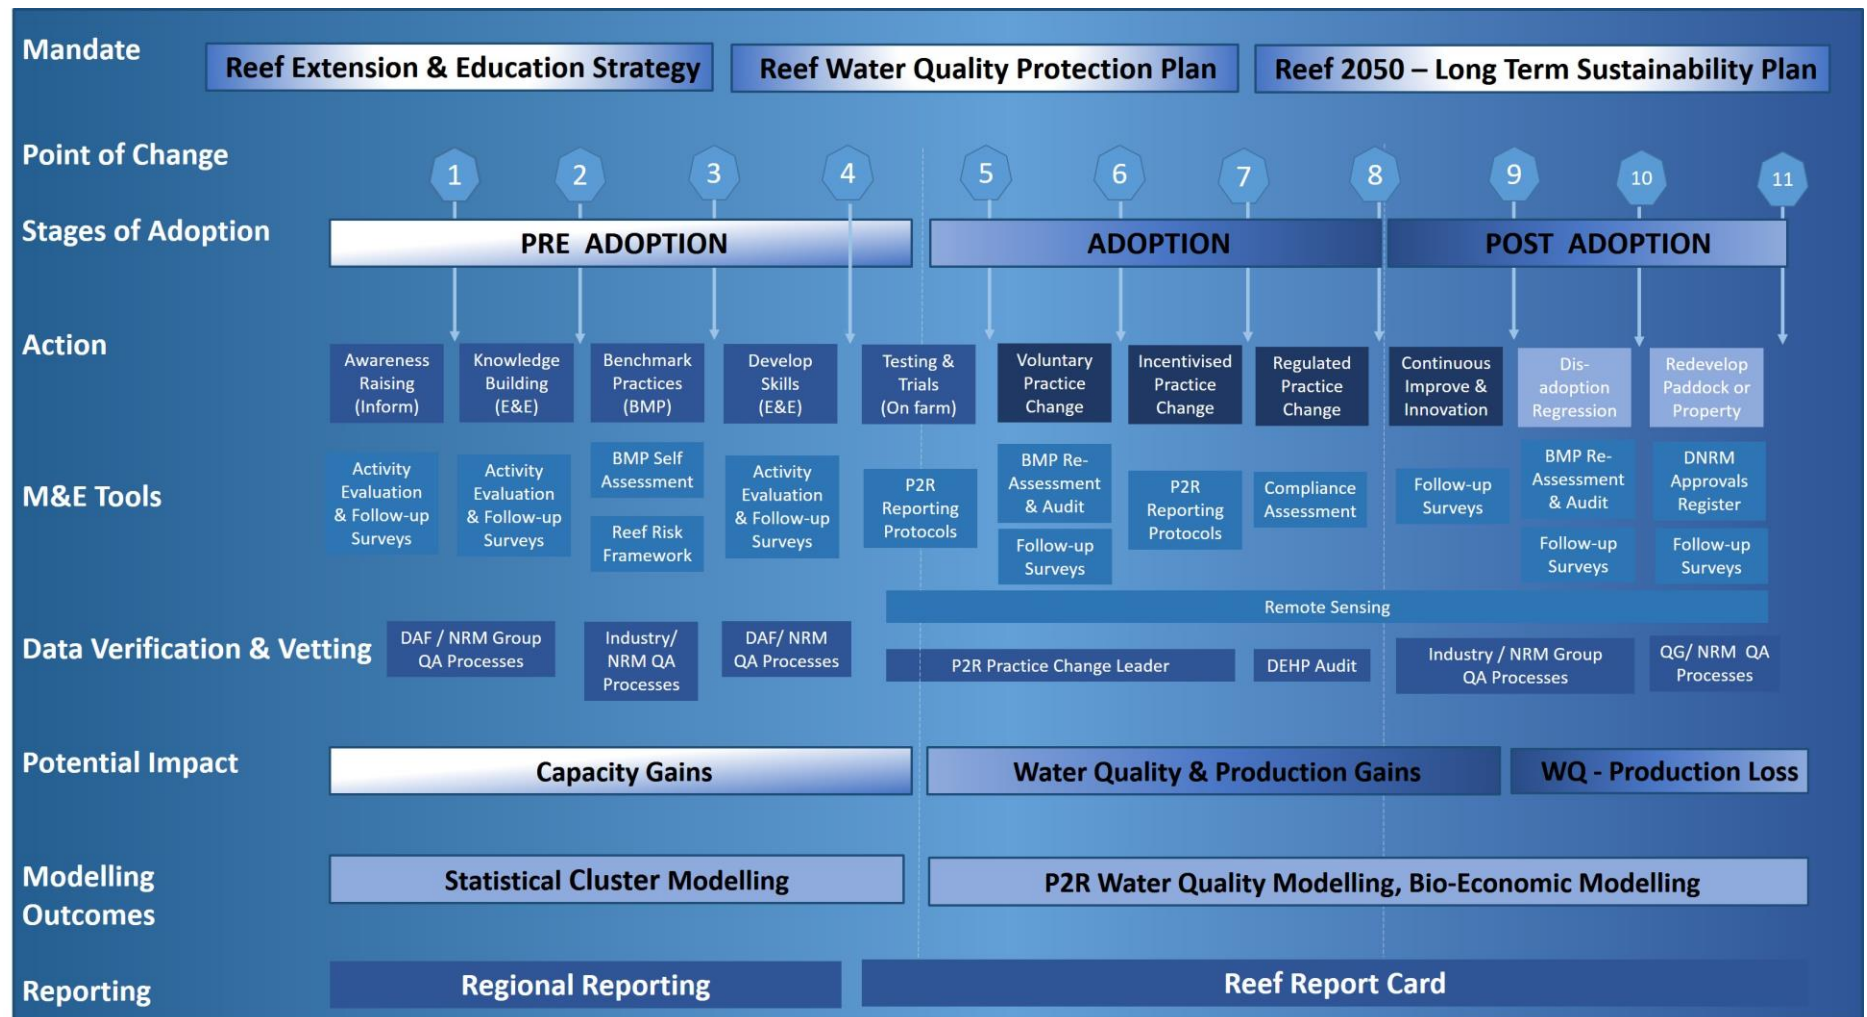 Mandate
Reef Extension & Education Strategy
Reef Water Quality Protection Plan
Reef 2050 – Long Term Sustainability Plan
Point of Change
1
2
3
4
5
6
7
8
9
10
11
Stages of Adoption
PRE ADOPTION
ADOPTION
POST ADOPTION
Action
Awareness
Raising
(Inform)
Knowledge
Building
(E&E)
Benchmark
Practices
(BMP)
Develop
Skills
(E&E)
Testing &
Trials
(On farm)
Voluntary
Practice
Change
Incentivised
Practice
Change
Regulated
Practice
Change
Continuous
Improve &
Innovation
Dis-
adoption
Regression
Redevelop
Paddock or
Property
M&E Tools
Activity
Evaluation
& Follow-up
Surveys
Activity
Evaluation
& Follow-up
Surveys
BMP Self
Assessment
Reef Risk
Framework
Activity
Evaluation
& Follow-up
Surveys
P2R
Reporting
Protocols
BMP Re-
Assessment
& Audit
Follow-up
Surveys
P2R
Reporting
Protocols
Compliance
Assessment
Follow-up
Surveys
BMP Re-
Assessment
& Audit
Follow-up
Surveys
DNRM
Approvals
Register
Follow-up
Surveys
Remote Sensing
Data Verification & Vetting
DAF / NRM Group
QA Processes
Industry/
NRM QA
Processes
DAF/ NRM
QA Processes
P2R Practice Change Leader
DEHP Audit
Industry / NRM Group
QA Processes
QG/ NRM QA
Processes
Potential Impact
Capacity Gains
Water Quality & Production Gains
WQ - Production Loss
Modelling
Outcomes
Statistical Cluster Modelling
P2R Water Quality Modelling, Bio-Economic Modelling
Reporting
Regional Reporting
Reef Report Card